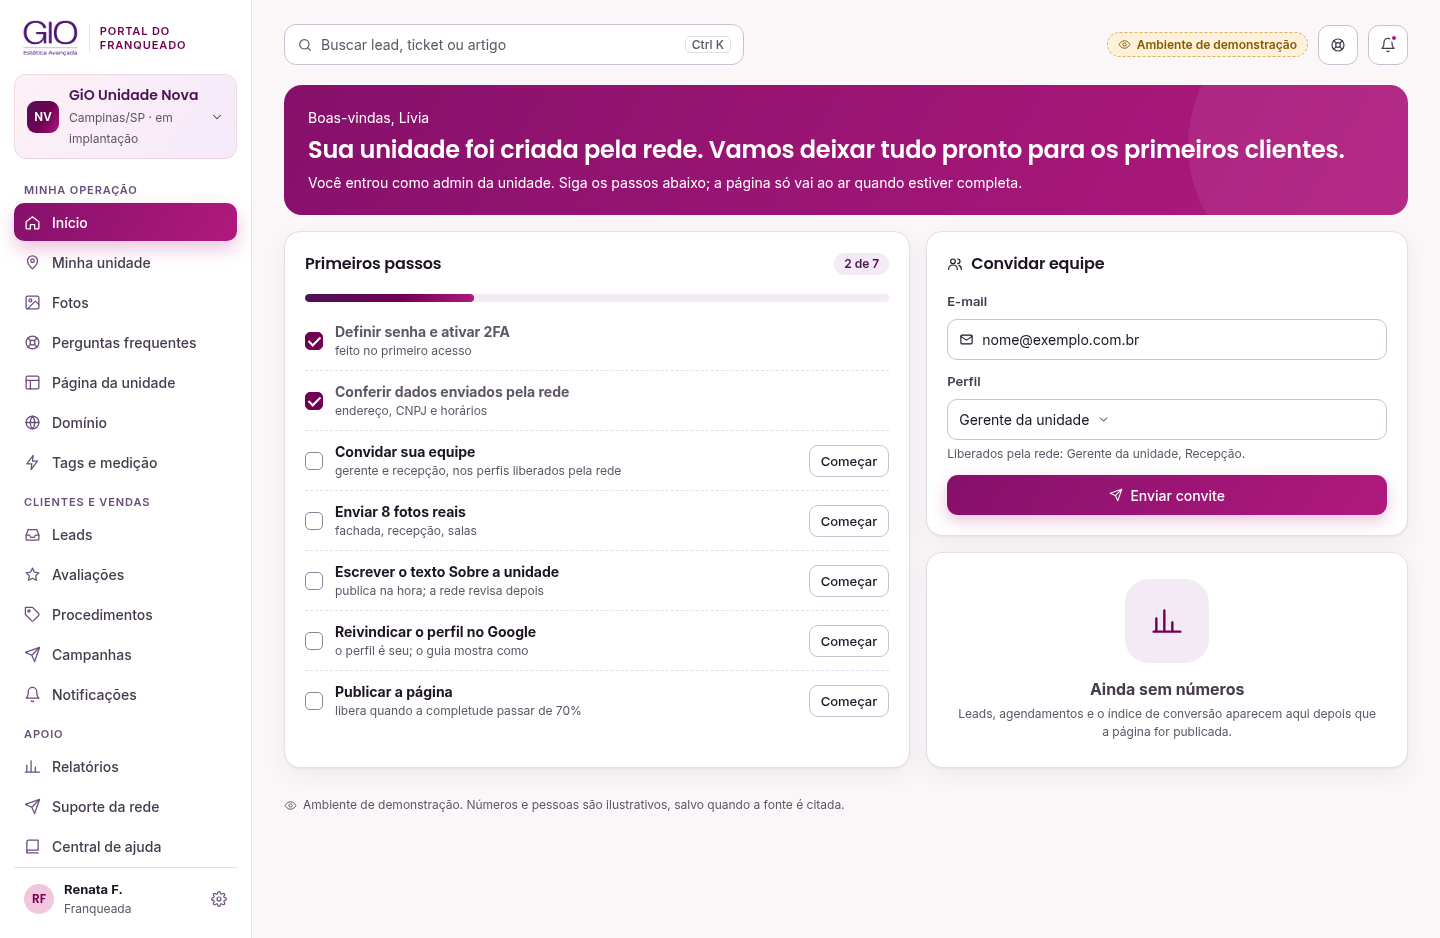 GIO
Estética Avançada
PORTAL DO
FRANQUEADO
NV
GiO Unidade Nova
Campinas/SP · em
implantação
MINHA OPERAÇÃO
Início
Minha unidade
Fotos
Perguntas frequentes
Página da unidade
Domínio
Tags e medição
CLIENTES E VENDAS
Leads
Avaliações
Procedimentos
Campanhas
Notificações
APOIO
Relatórios
Suporte da rede
Central de ajuda
RF
Renata F.
Franqueada
Buscar lead, ticket ou artigo
Ctrl K
Ambiente de demonstração
Boas-vindas, Lívia
Sua unidade foi criada pela rede. Vamos deixar tudo pronto para os primeiros clientes.
Você entrou como admin da unidade. Siga os passos abaixo; a página só vai ao ar quando estiver completa.
Primeiros passos
2 de 7
Definir senha e ativar 2FA
feito no primeiro acesso
Conferir dados enviados pela rede
endereço, CNPJ e horários
Convidar sua equipe
gerente e recepção, nos perfis liberados pela rede
Começar
Enviar 8 fotos reais
fachada, recepção, salas
Começar
Escrever o texto Sobre a unidade
publica na hora; a rede revisa depois
Começar
Reivindicar o perfil no Google
o perfil é seu; o guia mostra como
Começar
Publicar a página
libera quando a completude passar de 70%
Começar
Convidar equipe
E-mail
nome@exemplo.com.br
Perfil
Gerente da unidade
Liberados pela rede: Gerente da unidade, Recepção.
Enviar convite
Ainda sem números
Leads, agendamentos e o índice de conversão aparecem aqui depois que
a página for publicada.
Ambiente de demonstração. Números e pessoas são ilustrativos, salvo quando a fonte é citada.